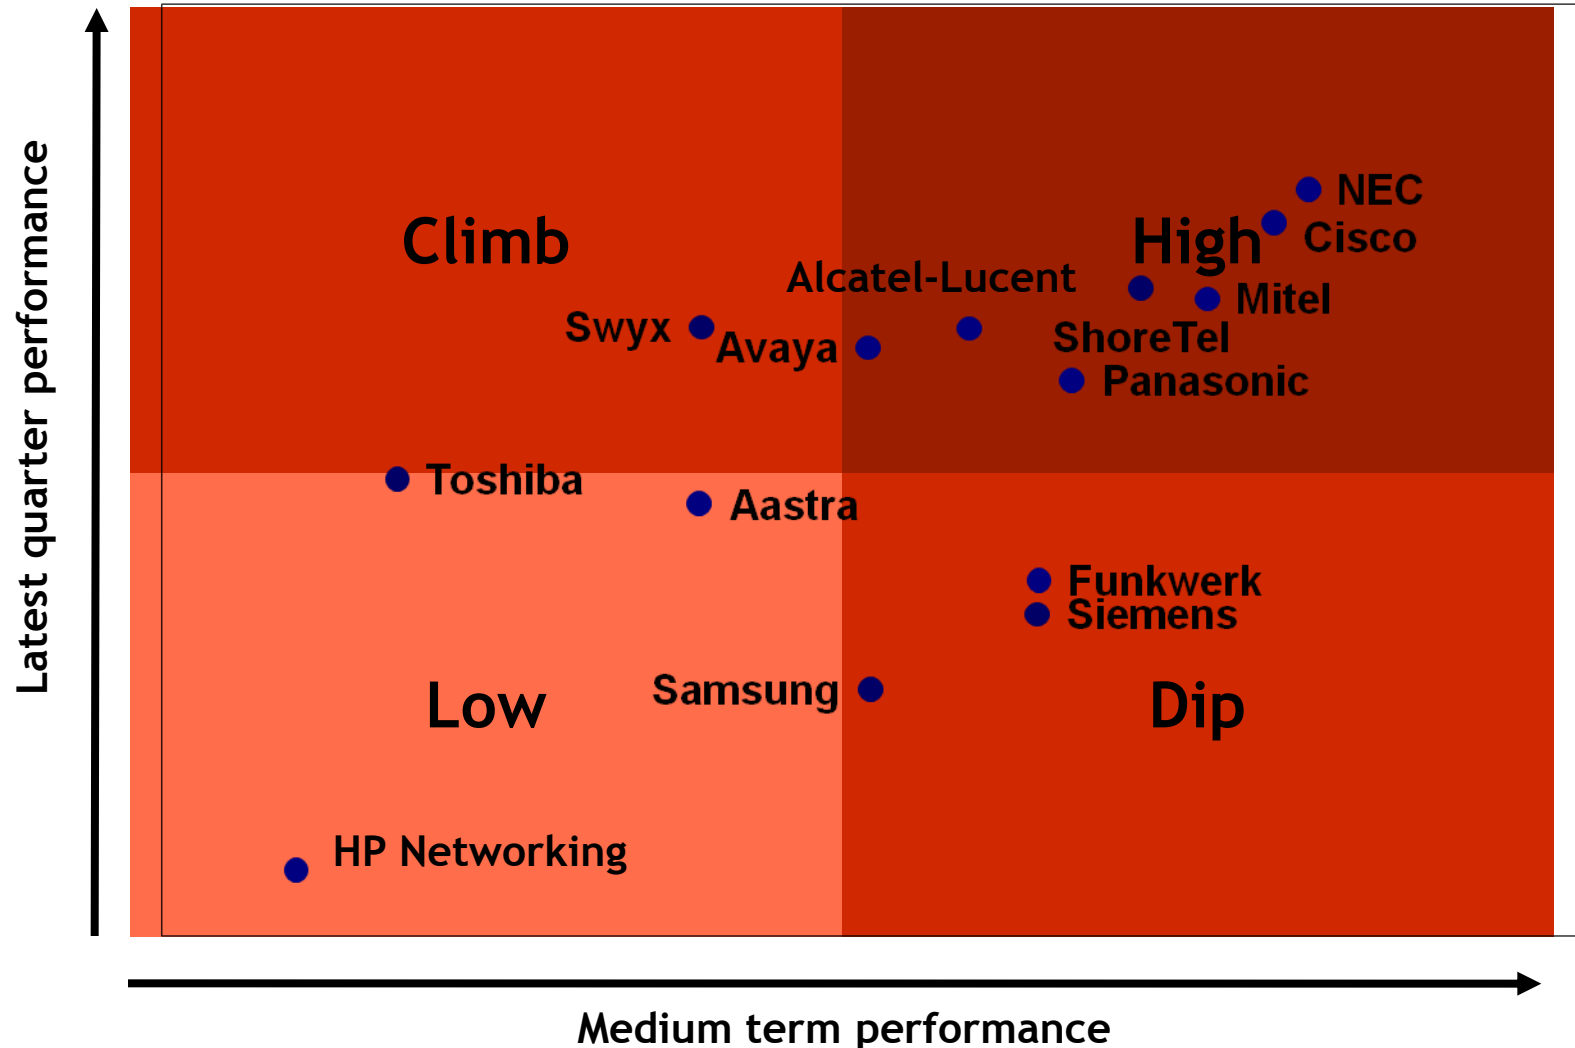 Latest quarter performance
Climb
High
NEC
Cisco
Alcatel-Lucent
Mitel
Swyx
Avaya
ShoreTel
Panasonic
Toshiba
Aastra
Funkwerk
Siemens
Samsung
Low
Dip
HP Networking
Medium term performance